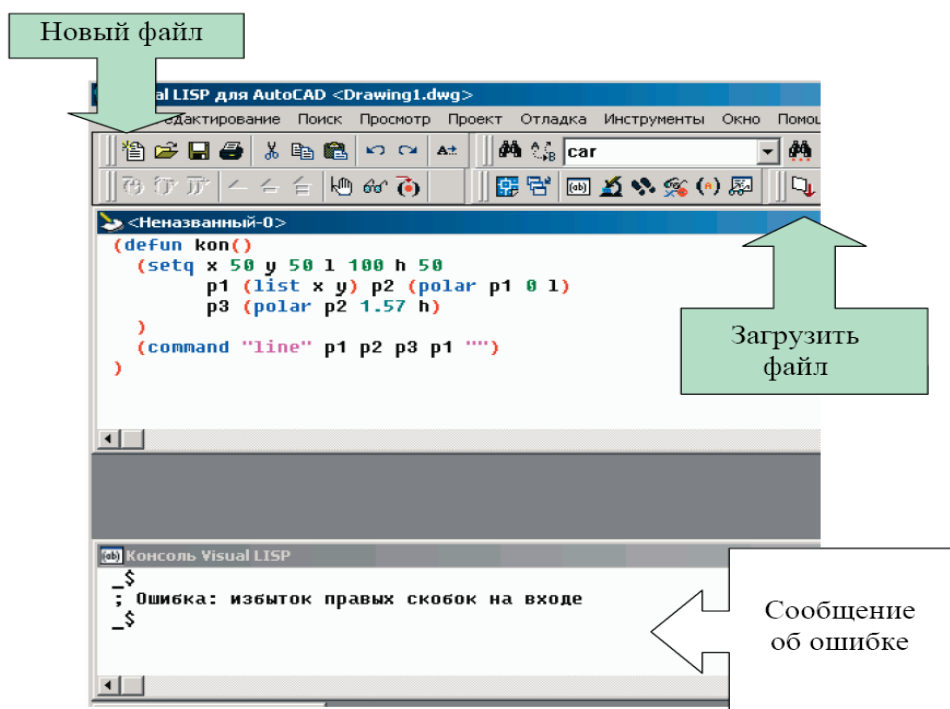 Новый файл
al LISP для AutoCAD <Drawing1.dwg>
едактирование Поиск Просмотр Проект Отладка Инструменты Окно Помощ
car
<Неназванный-0>
(defun kon()
(setq x 50 y 50 l 100 h 50
p1 (list x y) p2 (polar p1 0 l)
p3 (polar p2 1.57 h)
)
(command "line" p1 p2 p3 p1 "")
)
Загрузить
файл
Консоль Visual LISP
_$
; Ошибка: избыток правых скобок на входе
_$
Сообщение
об ошибке